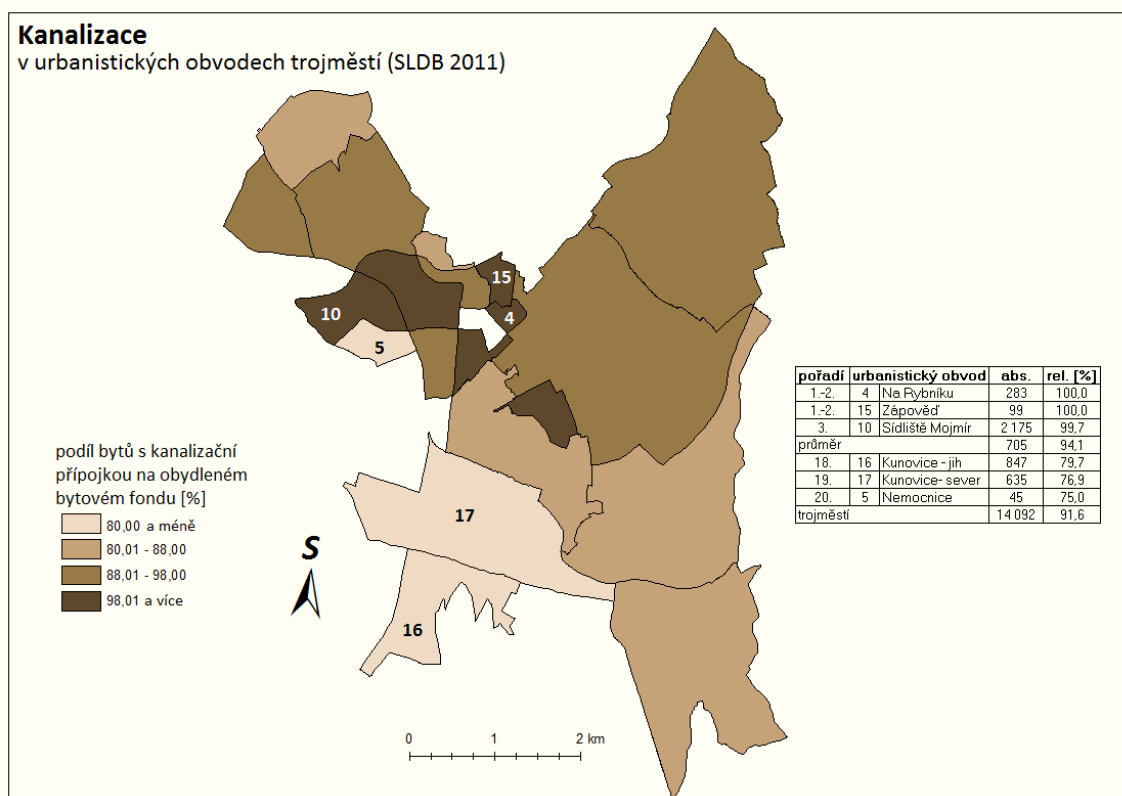 Kanalizace
v urbanistických obvodech trojměstí (SLDB 2011)
15
10
4
5
17
16
pořadí urbanistický obvod abs. rel. [%]
1.-2. 4 Na Rybníku 283 100,0
1.-2. 15 Zápověď 99 100,0
3. 10 Sídliště Mojmír 2 175 99,7
průměr 705 94,1
18. 16 Kunovice - jih 847 79,7
19. 17 Kunovice- sever 635 76,9
20. 5 Nemocnice 45 75,0
trojměstí 14 092 91,6
podíl bytů s kanalizační
přípojkou na obydleném
bytovém fondu [%]
80,00 a méně
80,01 - 88,00
88,01 - 98,00
98,01 a více
S
0 1 2 km